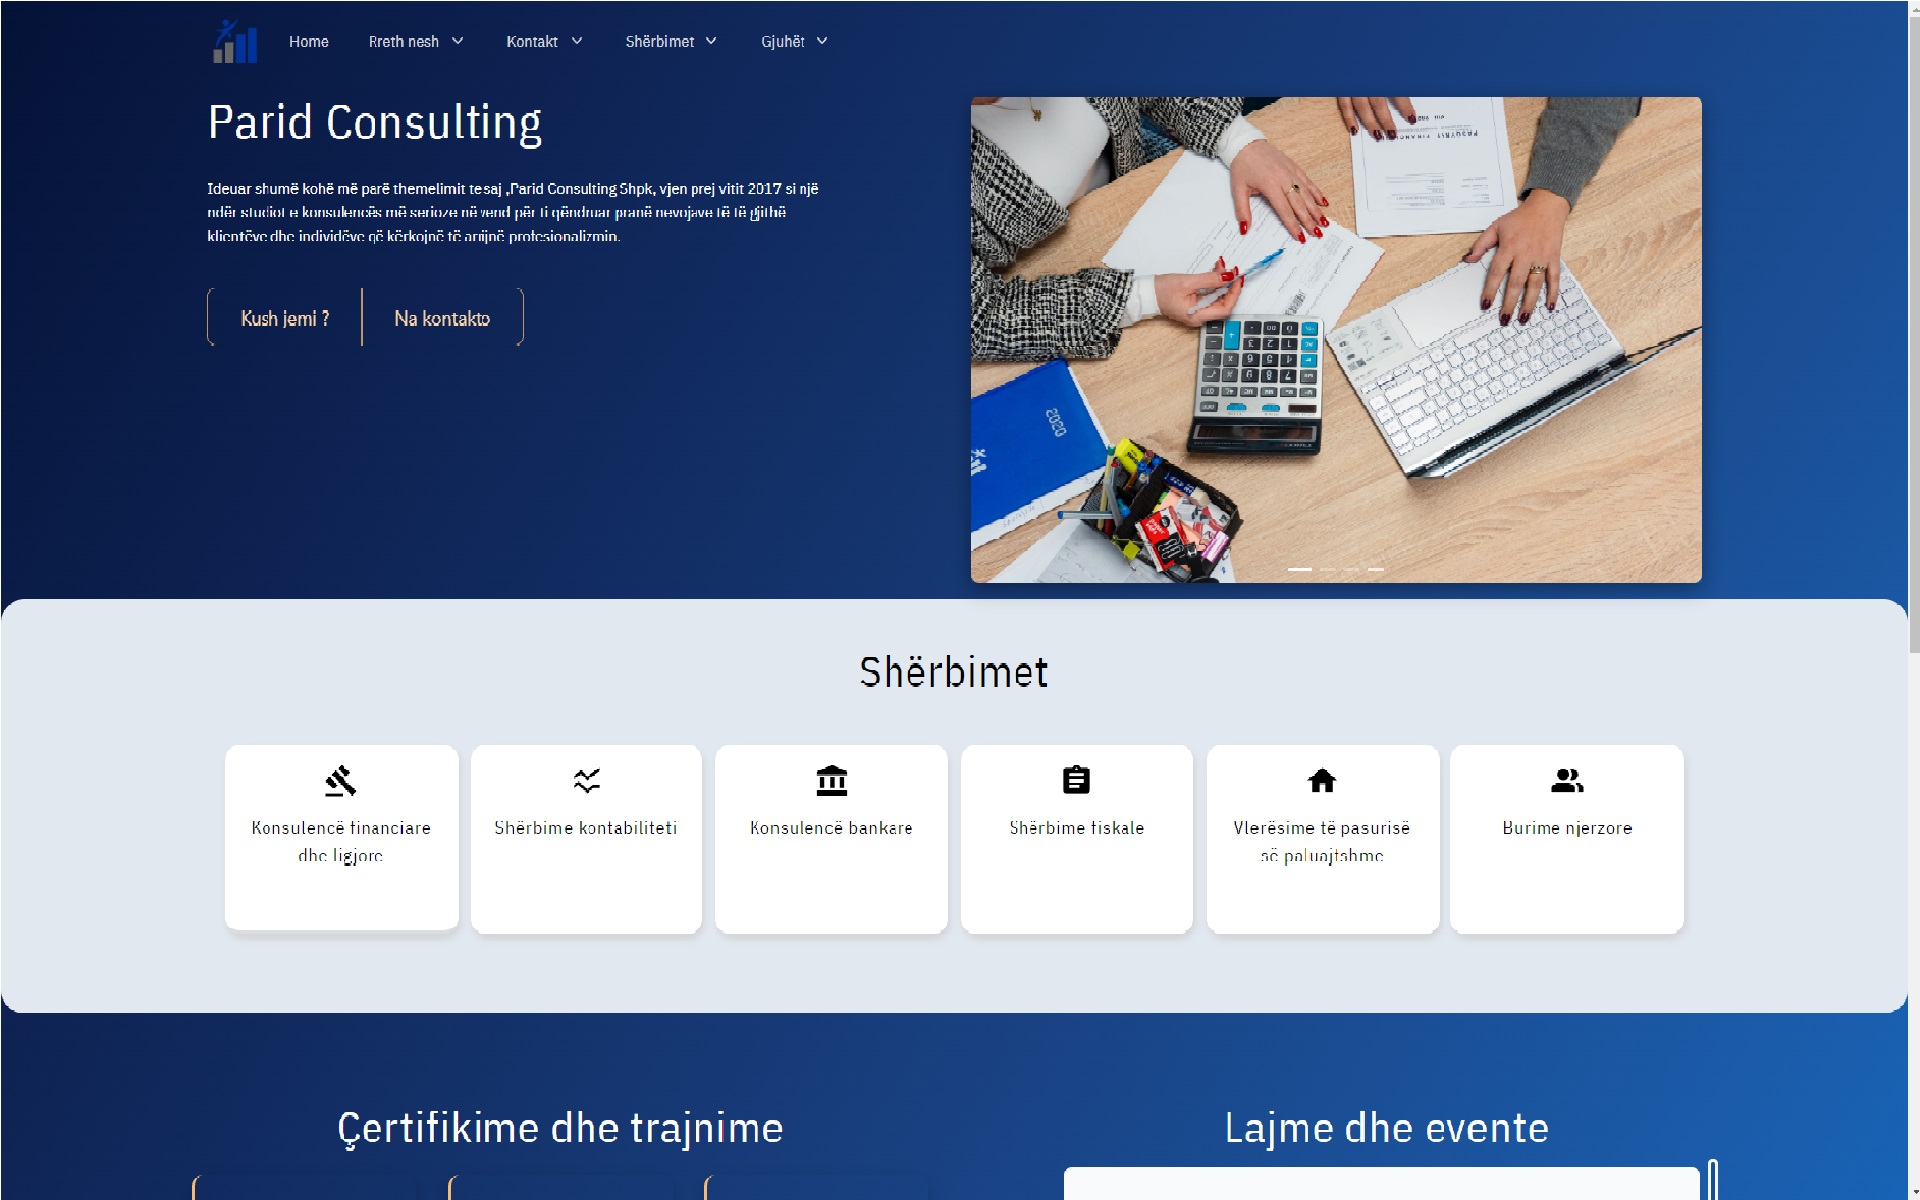 Home Rreth nesh Kontakt Shërbimet Gjuhët
Parid Consulting
Ideuar shumë kohë më parë themelimit te saj ,Parid Consulting Shpk, vjen prej vitit 2017 si një
ndër studiot e konsulencës më serioze në vend për ti qëndruar pranë nevojave të të gjithë
klientëve dhe individëve që kërkojnë të arrijnë profesionalizmin.
Kush jemi ? Na kontakto
2020
Shërbimet
Konsulencë financiare
dhe ligjore
Shërbime kontabiliteti
Konsulencë bankare
Shërbime fiskale
Vlerësime të pasurisë
së paluajtshme
Burime njerzore
Çertifikime dhe trajnime
Lajme dhe evente